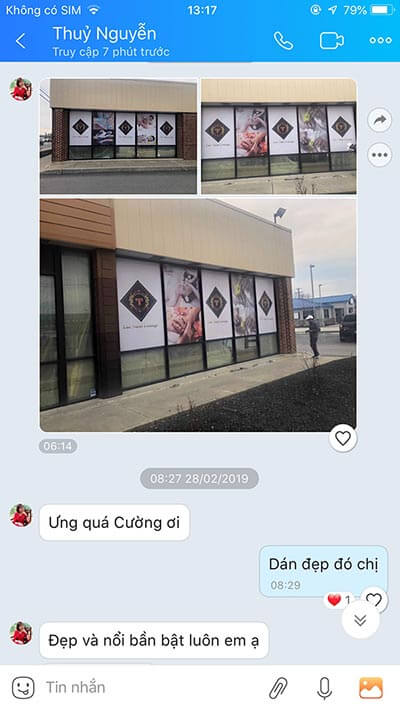 Không có SIM
13:17
79%
Thuỷ Nguyễn
Truy cập 7 phút trước
06:14
08:27 28/02/2019
Ưng quá Cường ơi
Dán đẹp đó chị
08:29
1
Đẹp và nổi bần bật luôn em ạ
Tin nhắn